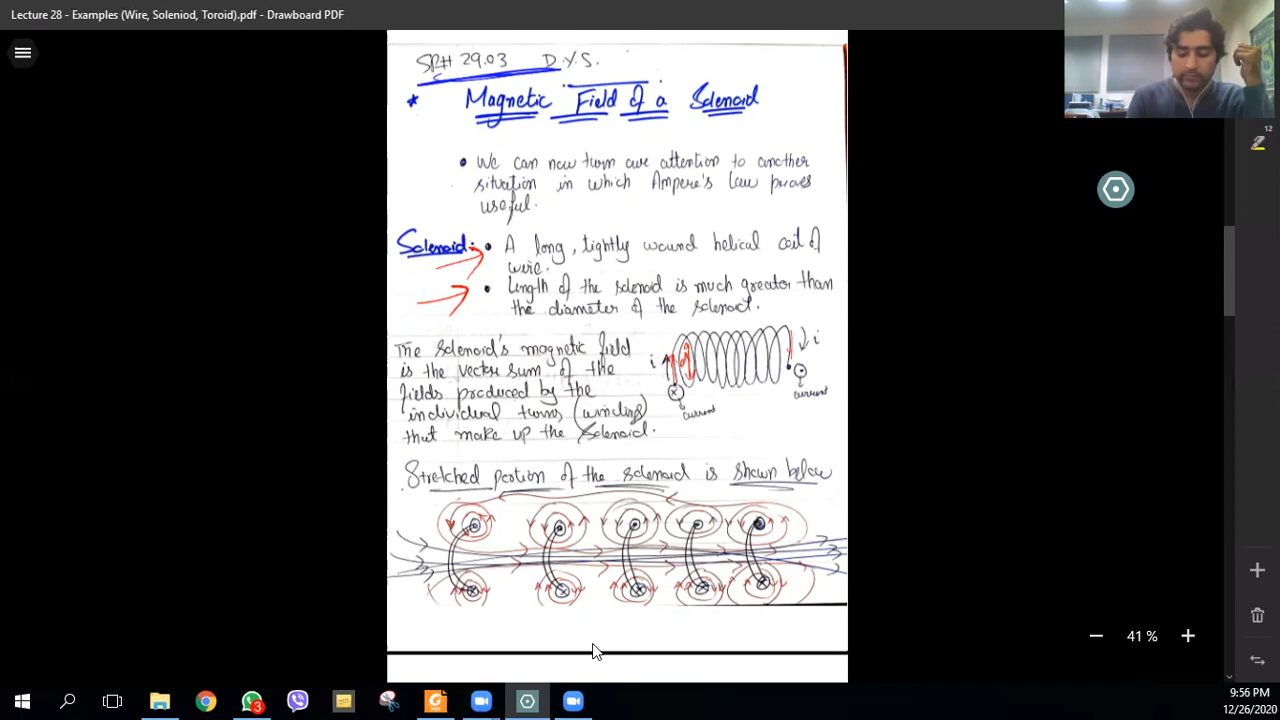 Lecture 28 - Examples (Wire, Soleniod, Toroid).pdf - Drawboard PDF
SP# 29.03 D.Y.S.
Magnetic Field of a Solenoid
• We can now turn our attention to another
situation in which Ampere's law proves
useful.
Solenoid:- • A long, tightly wound helical coil of
wire.
• Length of the solenoid is much greater than
the diameter of the solenoid.
The solenoid's magnetic field
is the vector sum of the
fields produced by the
individual turns (winding)
that make up the solenoid.
i
i
current
current
Stretched portion of the solenoid is shown below
12
41 %
3
9:56 PM
12/26/2020